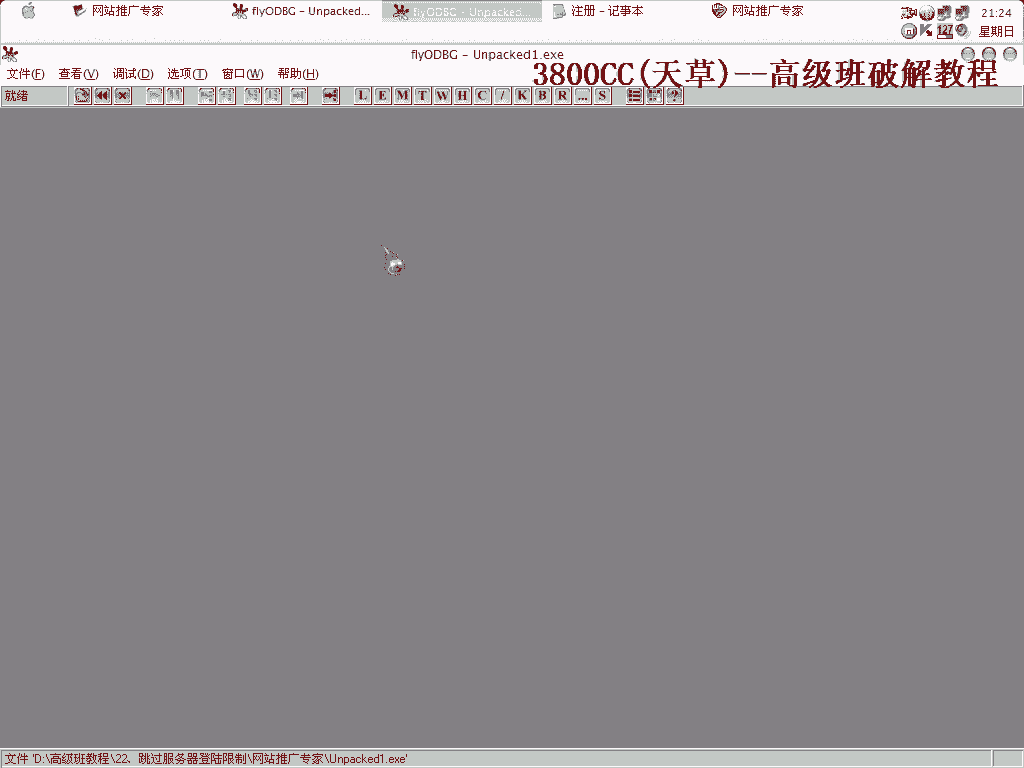 网站推广专家 flyODBG - Unpacked... flyODBG - Unpacked... 注册 - 记事本 网站推广专家 21:24
127 星期日
flyODBG - Unpacked1.exe
文件(F) 查看(V) 调试(D) 选项(T) 窗口(W) 帮助(H)
3800CC(天草)--高级班破解教程
就绪 L E M T W H C / K B R ... S ?
文件 'D:\高级班教程\22、跳过服务器登陆限制\网站推广专家\Unpacked1.exe'